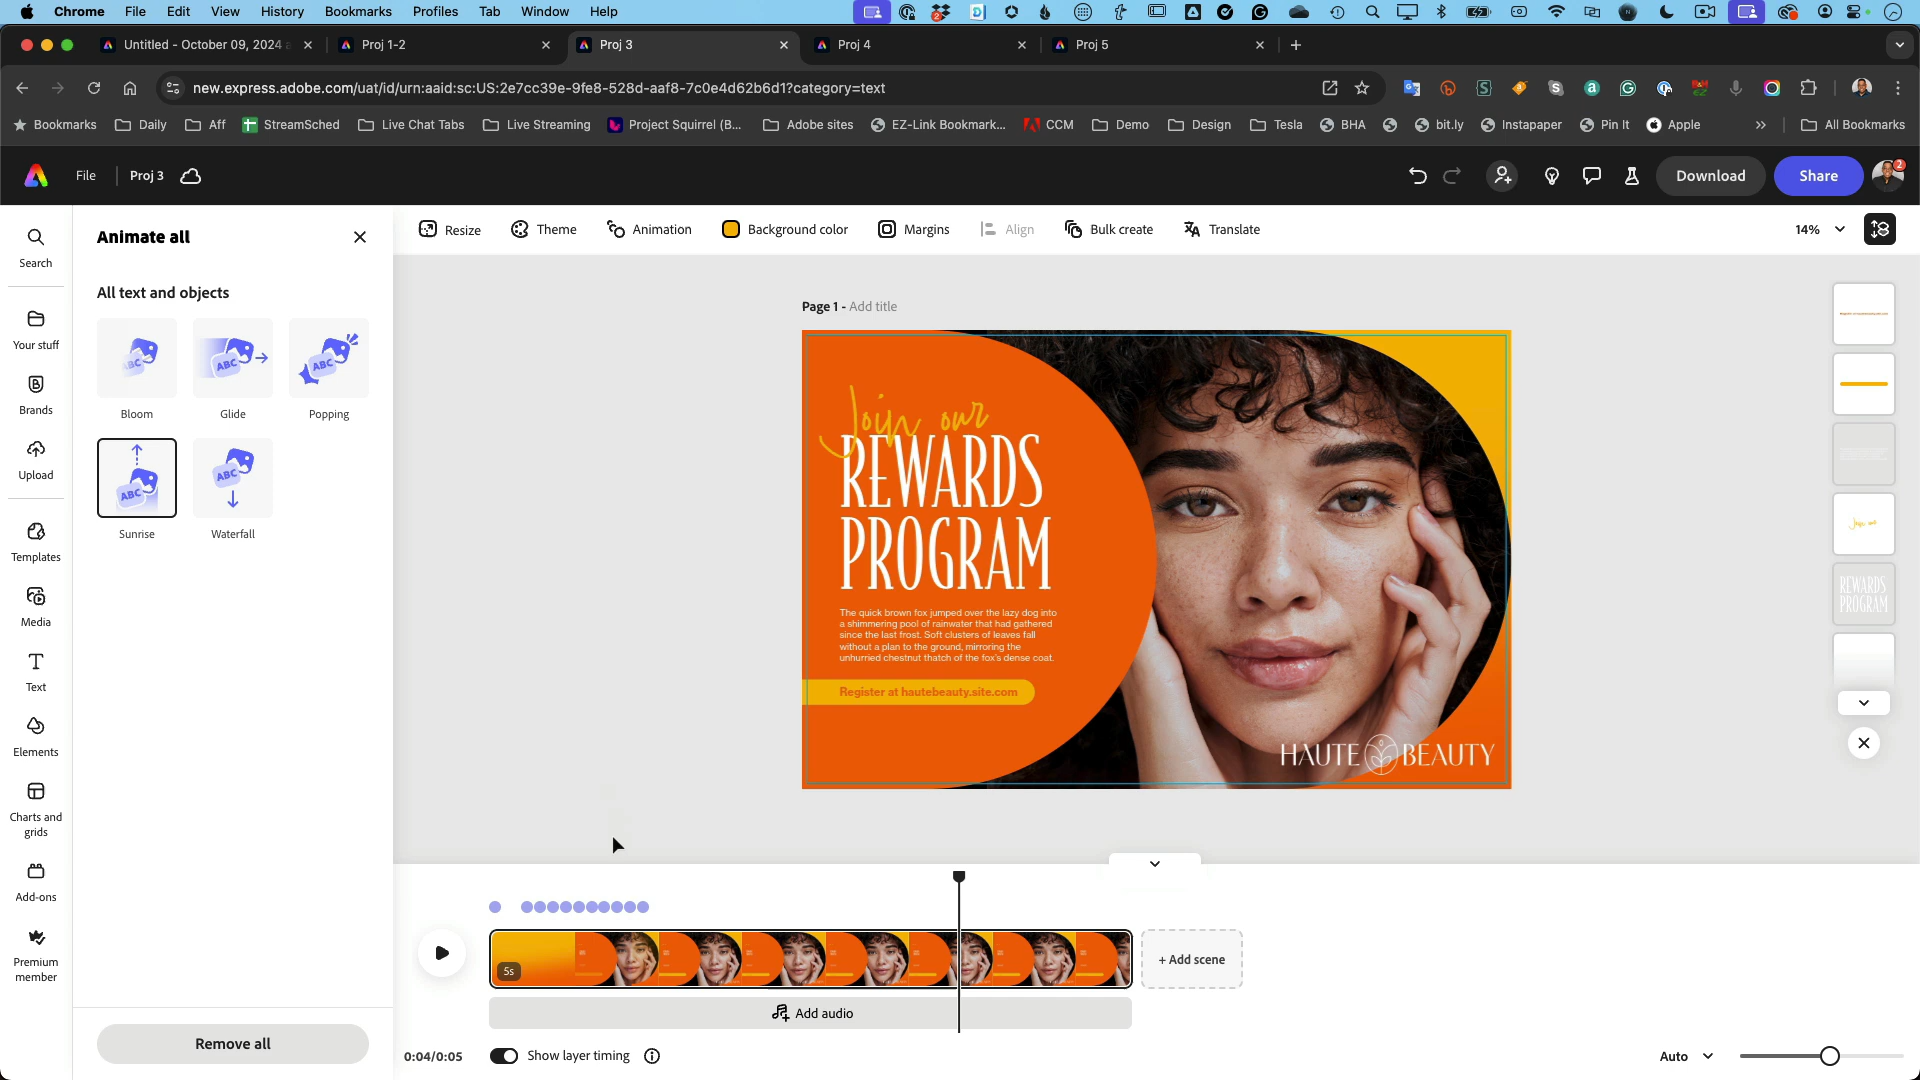 Chrome File Edit View History Bookmarks Profiles Tab Window Help
Untitled - October 09, 2024
Proj 1-2
Proj 3
Proj 4
Proj 5
new.express.adobe.com/uat/id/urn:aaid:sc:US:2e7cc39e-9fe8-528d-aaf8-7c0e4d62b6d1?category=text
Bookmarks Daily Aff StreamSched Live Chat Tabs Live Streaming Project Squirrel (B... Adobe sites EZ-Link Bookmark... CCM Demo Design Tesla BHA bit.ly Instapaper Pin It Apple » All Bookmarks
File Proj 3 Download Share 2
Search
Your stuff
Brands
Upload
Templates
Media
Text
Elements
Charts and
grids
Add-ons
Premium
member
Animate all
All text and objects
Bloom Glide Popping
Sunrise Waterfall
Remove all
Resize Theme Animation Background color Margins Align Bulk create Translate 14%
Page 1 - Add title
Join our
REWARDS
PROGRAM
The quick brown fox jumped over the lazy dog into
a shimmering pool of rainwater that had gathered
since the last frost. Soft clusters of leaves fall
without a plan to the ground, mirroring the
unhurried chestnut thatch of the fox's dense coat.
Register at hautebeauty.site.com
HAUTE BEAUTY
Join our
REWARDS
PROGRAM
5s
+ Add scene
Add audio
0:04/0:05 Show layer timing Auto